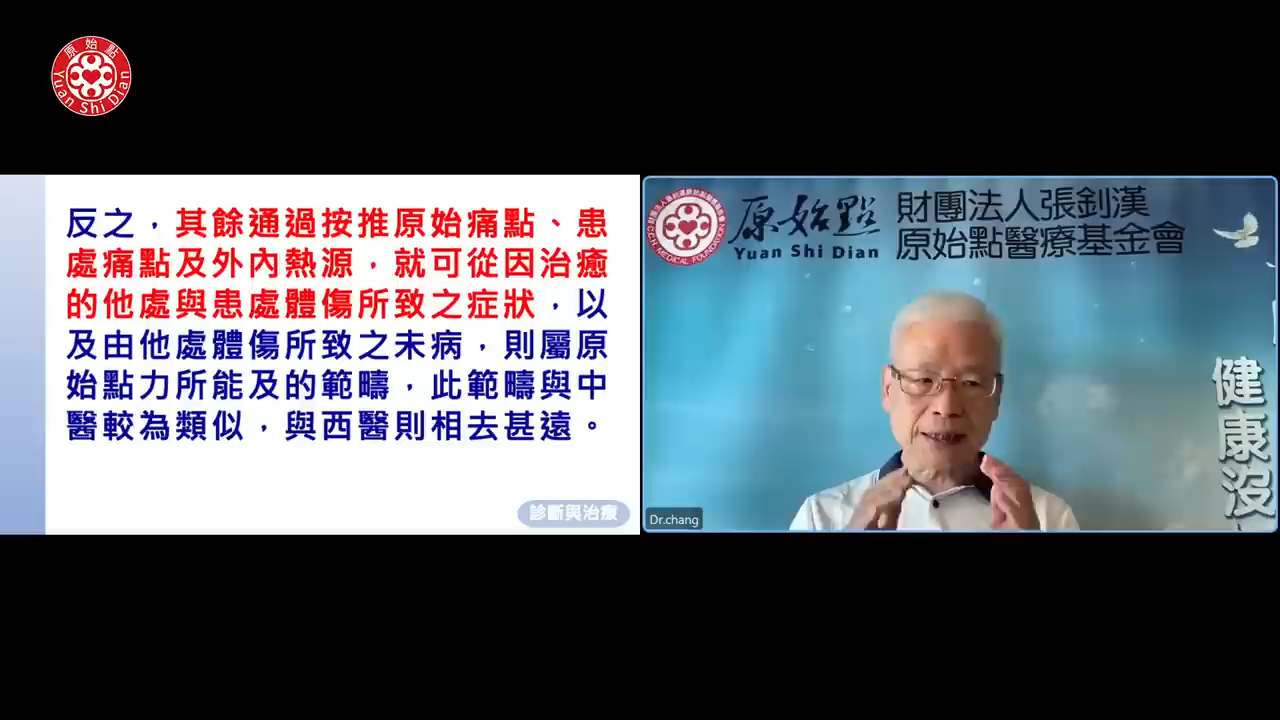 原始點
Yuan Shi Dian
反之，其餘通過按推原始痛點、患
處痛點及外內熱源，就可從因治癒
的他處與患處體傷所致之症狀，以
及由他處體傷所致之未病，則屬原
始點力所能及的範疇，此範疇與中
醫較為類似，與西醫則相去甚遠。
診斷與治療
原始點
Yuan Shi Dian
財團法人張釗漢
原始點醫療基金會
健康沒
Dr.chang